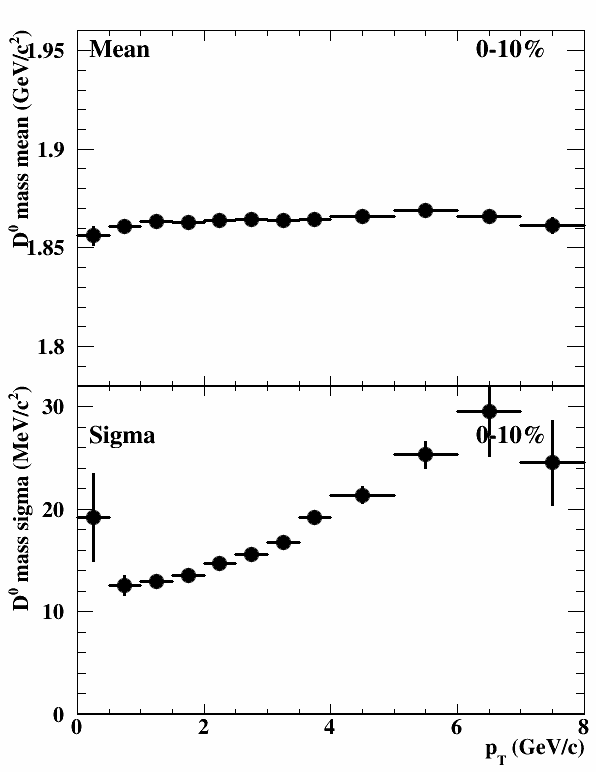 Mean 0-10%
D⁰ mass mean (GeV/c²)
1.95
1.9
1.85
1.8
Sigma 0-10%
D⁰ mass sigma (MeV/c²)
30
20
10
0
0 2 4 6 8
p_T (GeV/c)